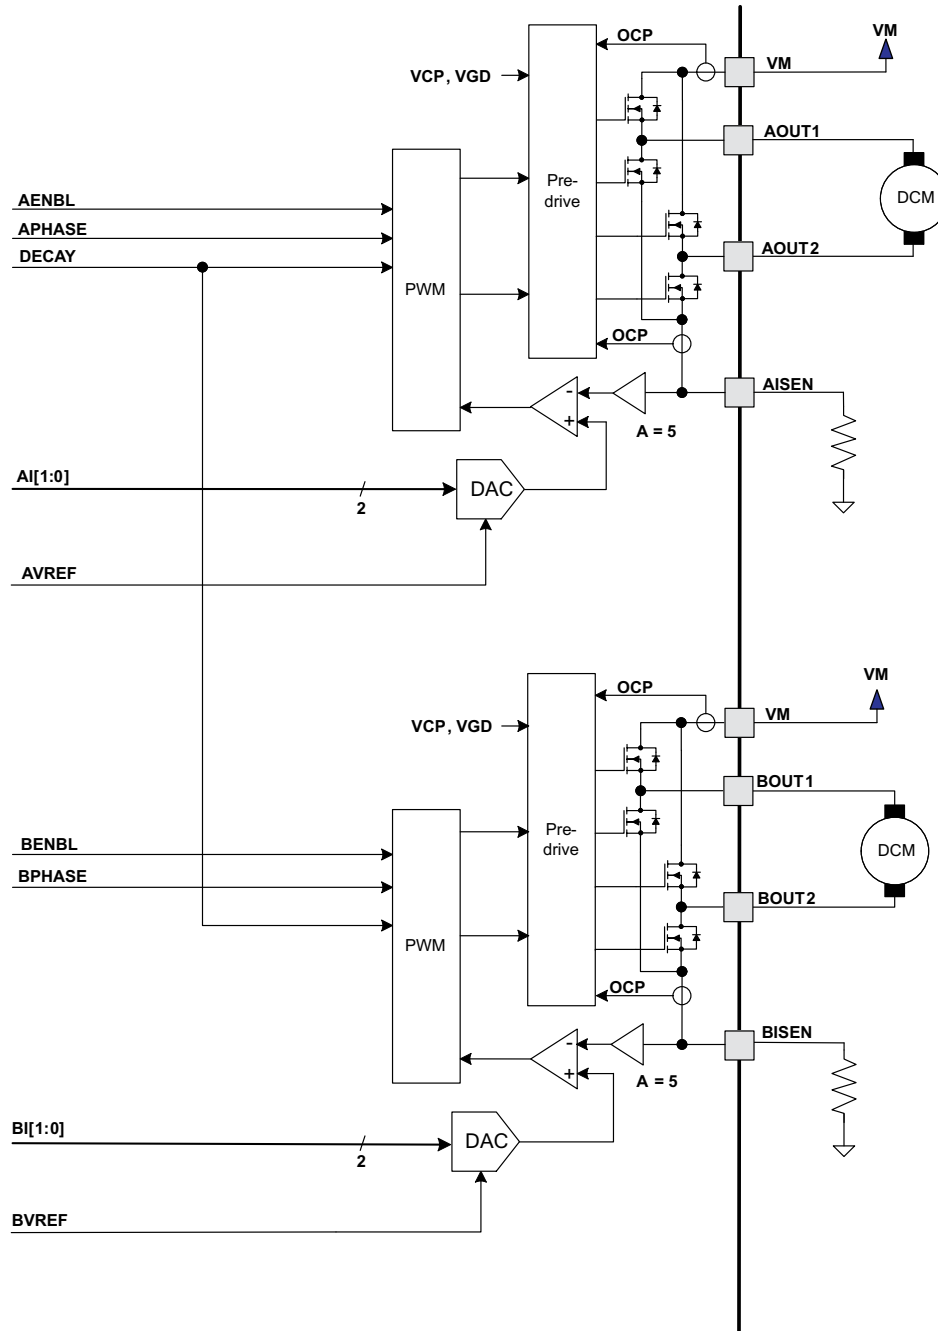 OCP
VM
VM
VCP, VGD
AOUT1
Pre-drive
DCM
AENBL
APHASE
DECAY
AOUT2
PWM
OCP
AISEN
-
+
A = 5
AI[1:0]
2
DAC
AVREF
OCP
VM
VM
VCP, VGD
BOUT1
Pre-drive
DCM
BENBL
BPHASE
BOUT2
PWM
OCP
BISEN
-
+
A = 5
BI[1:0]
2
DAC
BVREF